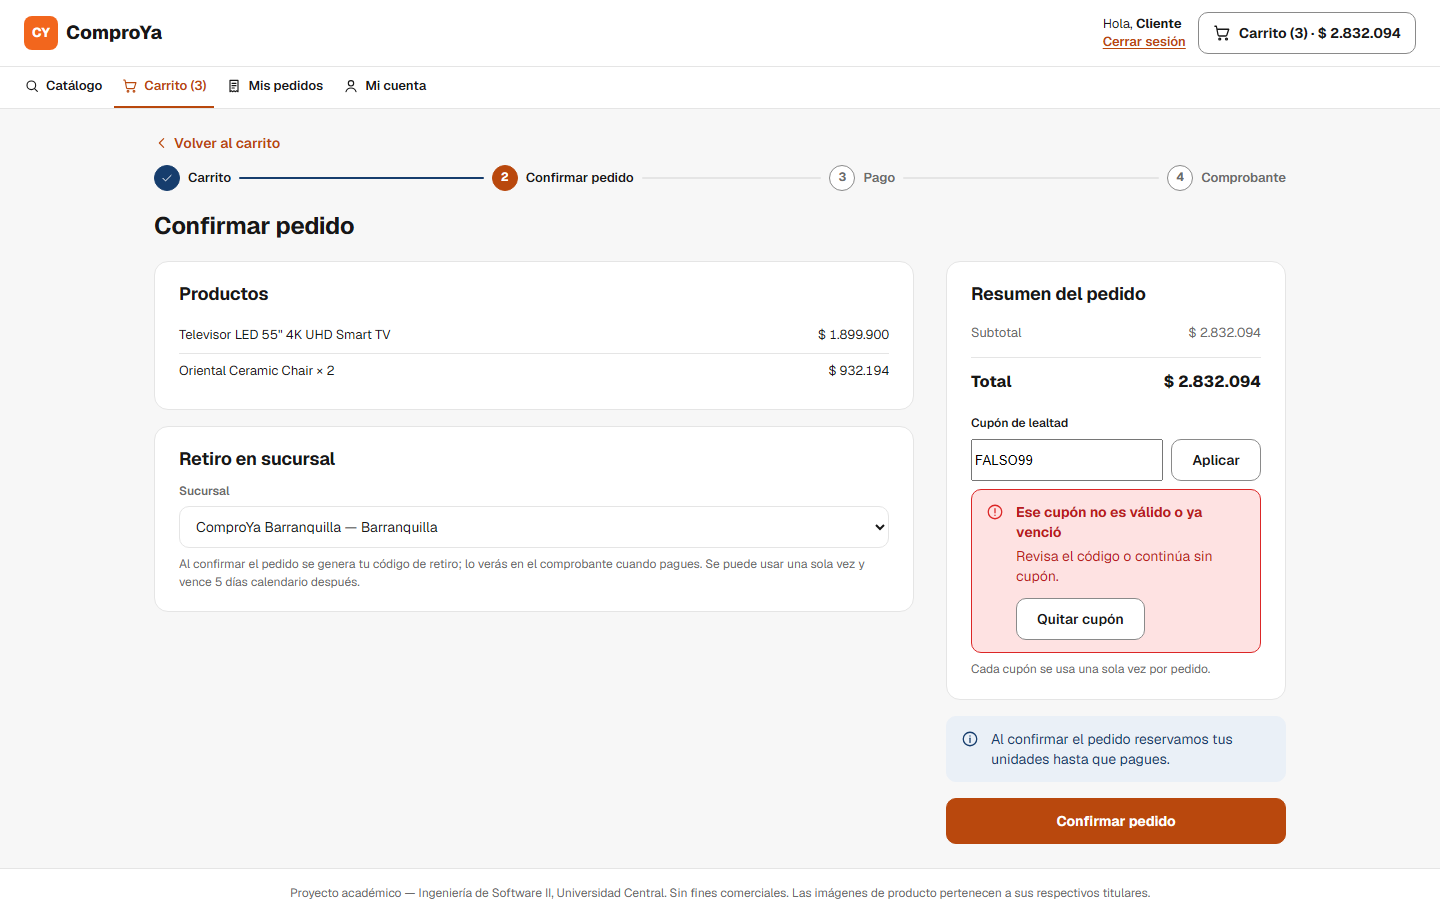 CY ComproYa
Hola, Cliente
Cerrar sesión
Carrito (3) · $ 2.832.094
Catálogo
Carrito (3)
Mis pedidos
Mi cuenta
Volver al carrito
Carrito
2 Confirmar pedido
3 Pago
4 Comprobante
Confirmar pedido
Productos
Televisor LED 55" 4K UHD Smart TV $ 1.899.900
Oriental Ceramic Chair × 2 $ 932.194
Retiro en sucursal
Sucursal
ComproYa Barranquilla — Barranquilla
Al confirmar el pedido se genera tu código de retiro; lo verás en el comprobante cuando pagues. Se puede usar una sola vez y
vence 5 días calendario después.
Resumen del pedido
Subtotal $ 2.832.094
Total $ 2.832.094
Cupón de lealtad
FALSO99
Aplicar
Ese cupón no es válido o ya
venció
Revisa el código o continúa sin
cupón.
Quitar cupón
Cada cupón se usa una sola vez por pedido.
Al confirmar el pedido reservamos tus
unidades hasta que pagues.
Confirmar pedido
Proyecto académico — Ingeniería de Software II, Universidad Central. Sin fines comerciales. Las imágenes de producto pertenecen a sus respectivos titulares.